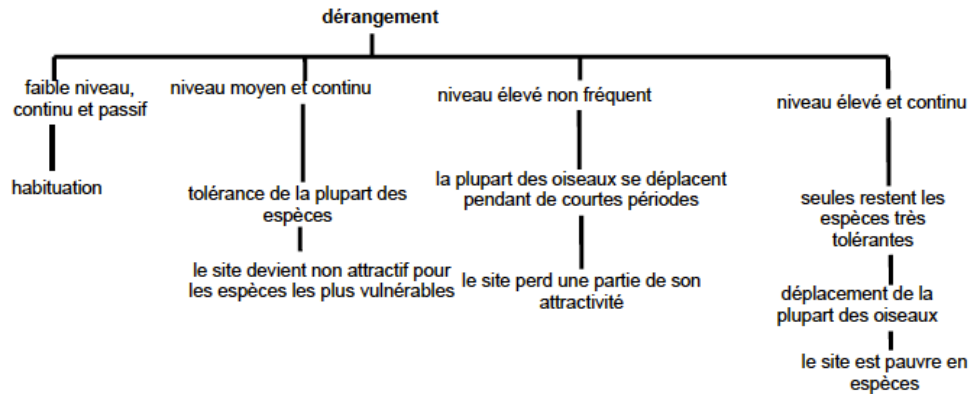 dérangement
faible niveau,
continu et passif
niveau moyen et continu
niveau élevé non fréquent
niveau élevé et continu
habituation
tolérance de la plupart des
espèces
la plupart des oiseaux se déplacent
pendant de courtes périodes
seules restent les
espèces très
tolérantes
le site devient non attractif pour
les espèces les plus vulnérables
le site perd une partie de son
attractivité
déplacement de la
plupart des oiseaux
le site est pauvre en
espèces